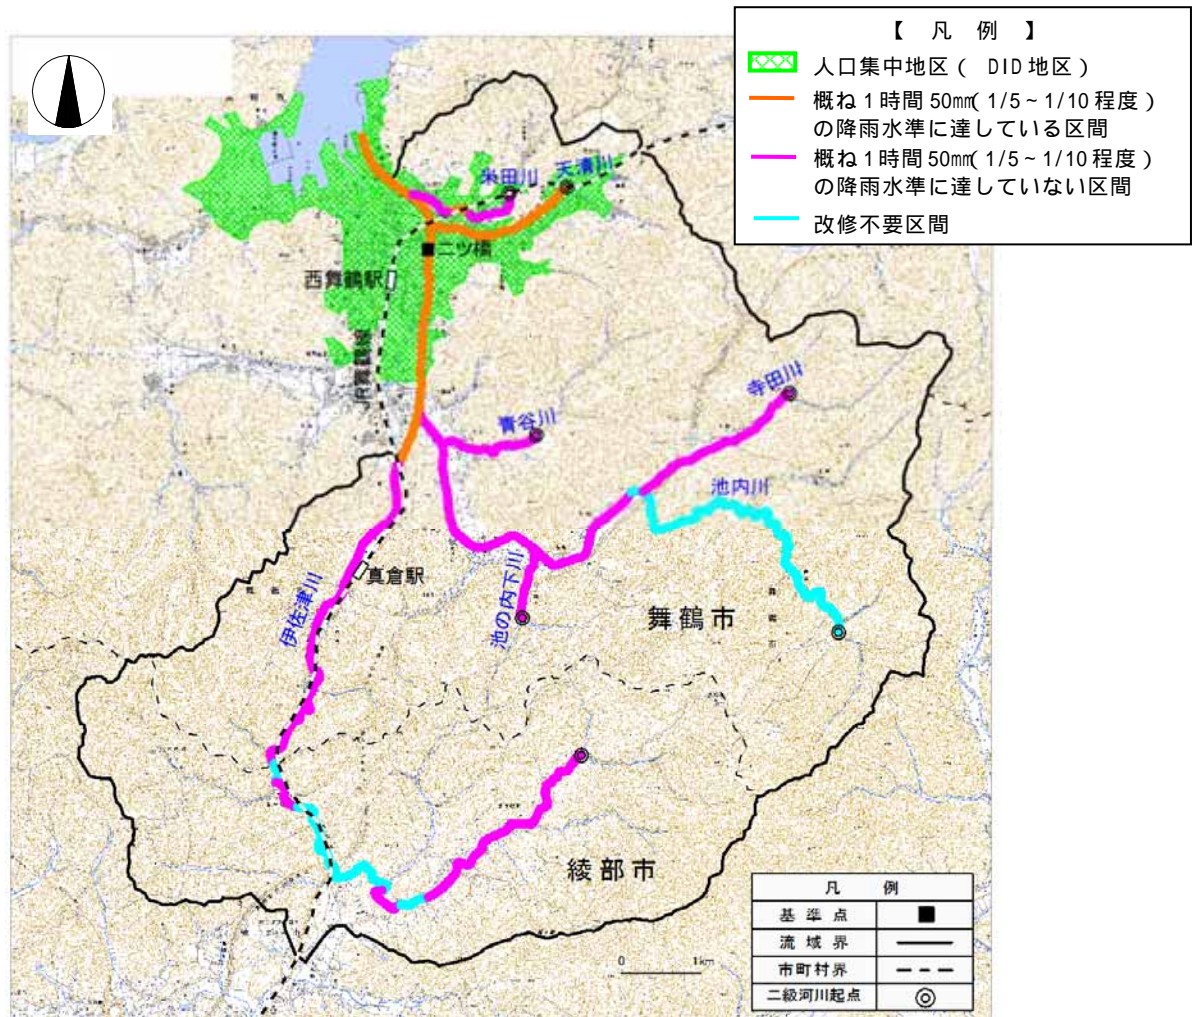 【 凡 例 】
人口集中地区( DID地区)
概ね1時間50㎜(1/5~1/10程度)
の降雨水準に達している区間
概ね1時間50㎜(1/5~1/10程度)
の降雨水準に達していない区間
改修不要区間
米田川
天清川
二ツ橋
西舞鶴駅
JR舞鶴線
青谷川
寺田川
池内川
池の内下川
真倉駅
伊佐津川
舞鶴市
綾部市
0 1km
凡 例
基準点
流域界
市町村界
二級河川起点